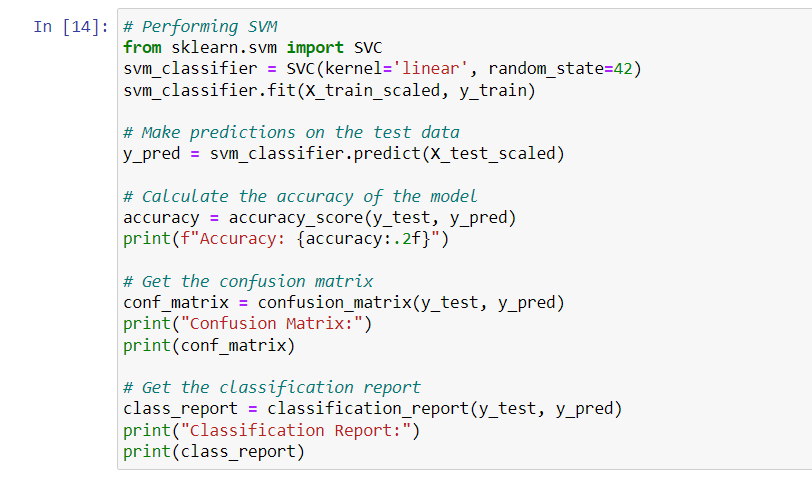 In [14]: # Performing SVM
from sklearn.svm import SVC
svm_classifier = SVC(kernel='linear', random_state=42)
svm_classifier.fit(X_train_scaled, y_train)
# Make predictions on the test data
y_pred = svm_classifier.predict(X_test_scaled)
# Calculate the accuracy of the model
accuracy = accuracy_score(y_test, y_pred)
print(f"Accuracy: {accuracy:.2f}")
# Get the confusion matrix
conf_matrix = confusion_matrix(y_test, y_pred)
print("Confusion Matrix:")
print(conf_matrix)
# Get the classification report
class_report = classification_report(y_test, y_pred)
print("Classification Report:")
print(class_report)